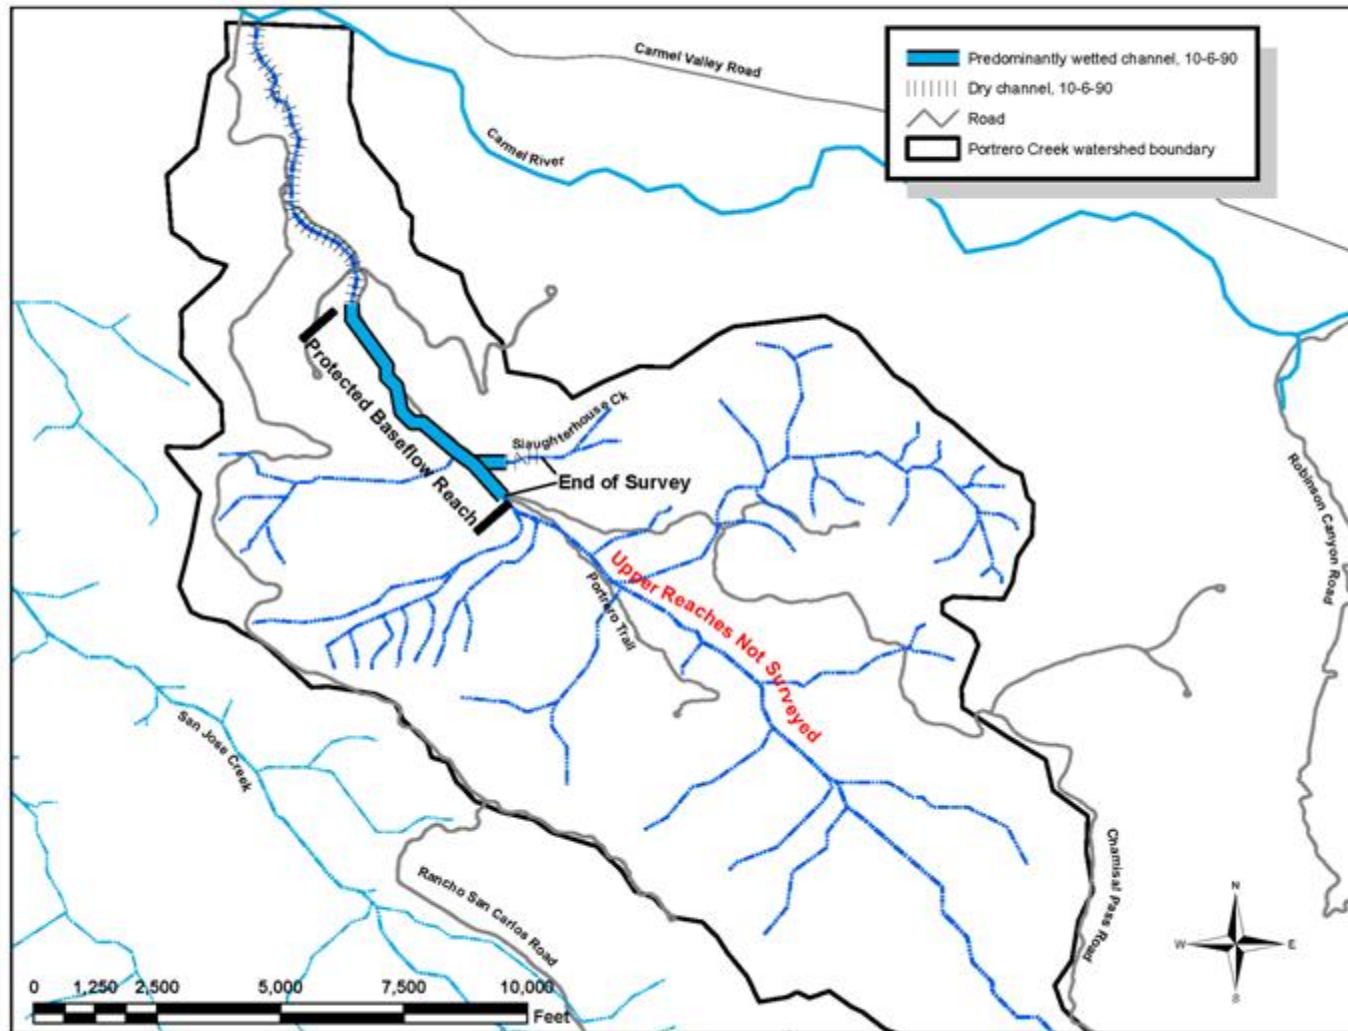 Carmel Valley Road
Carmel River
Predominantly wetted channel, 10-6-90
Dry channel, 10-6-90
Road
Portrero Creek watershed boundary
Protected Baseflow Reach
Slaughterhouse Ck
End of Survey
Portrero Trail
Upper Reaches Not Surveyed
Robinson Canyon Road
San Jose Creek
Rancho San Carlos Road
Chamisal Pass Road
N
W E
S
0 1,250 2,500 5,000 7,500 10,000
Feet